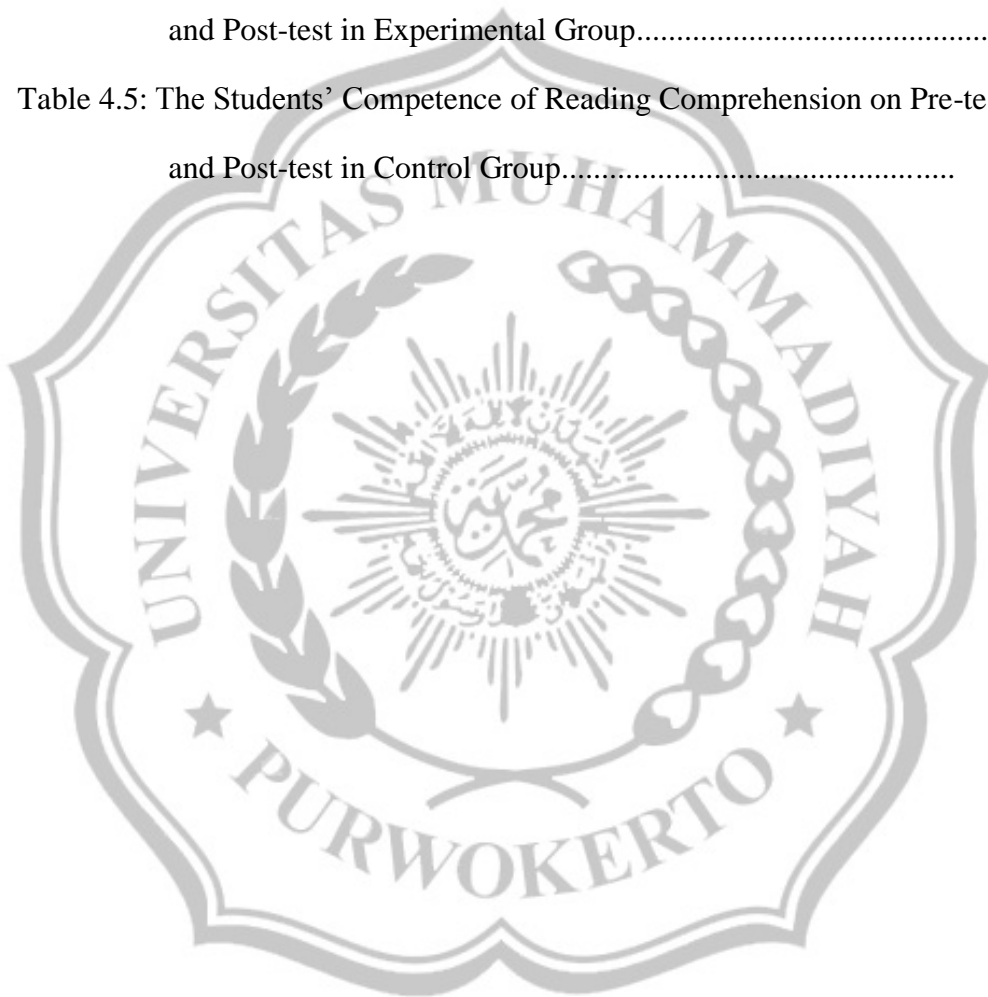 and Post-test in Experimental Group............................................
Table 4.5: The Students’ Competence of Reading Comprehension on Pre-te
and Post-test in Control Group.................................................
UNIVERSITAS MUHAMMADIYAH
محمد
PURWOKERTO